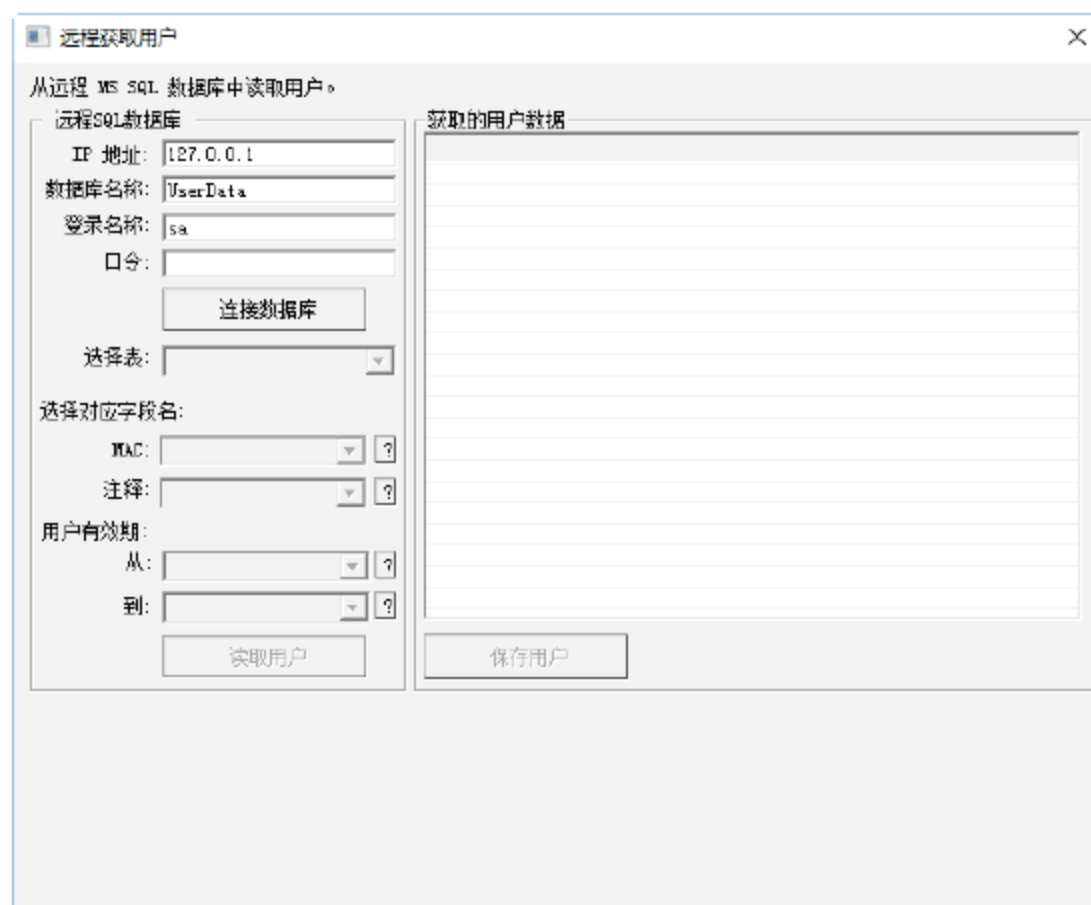 远程获取用户
从远程 MS SQL 数据库中读取用户。
远程SQL数据库
IP 地址: 127.0.0.1
数据库名称: UserData
登录名称: sa
口令:
连接数据库
选择表:
选择对应字段名:
MAC: ?
注释: ?
用户有效期:
从: ?
到: ?
读取用户
获取的用户数据
保存用户